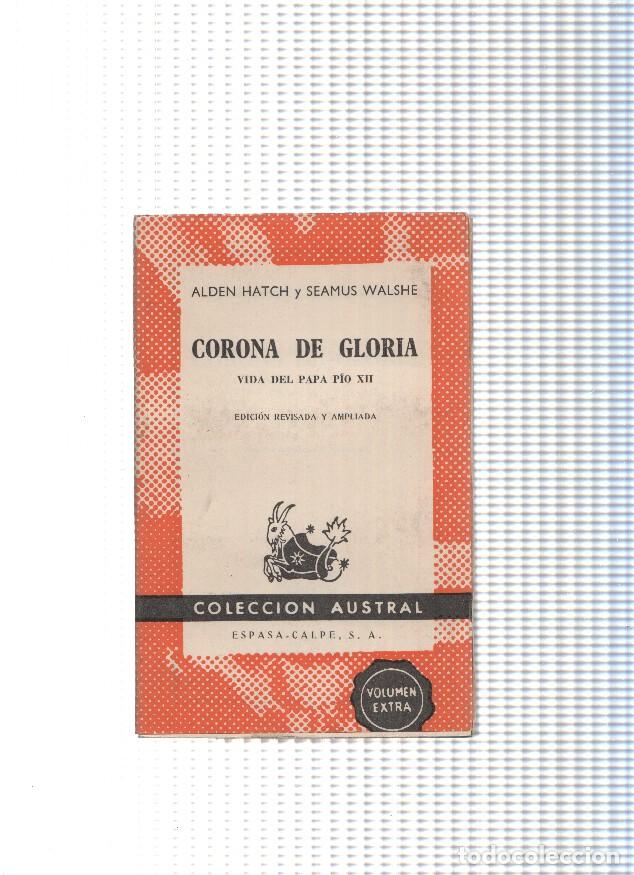 ALDEN HATCH y SEAMUS WALSHE
CORONA DE GLORIA
VIDA DEL PAPA PÍO XII
EDICIÓN REVISADA Y AMPLIADA
COLECCION AUSTRAL
ESPASA-CALPE, S. A.
VOLUMEN
EXTRA
todocoleccion